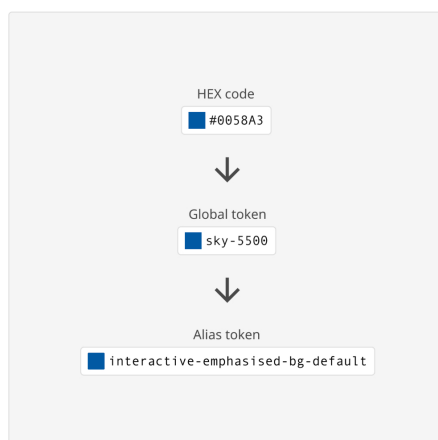 HEX code
#0058A3
Global token
sky-5500
Alias token
interactive-emphasised-bg-default